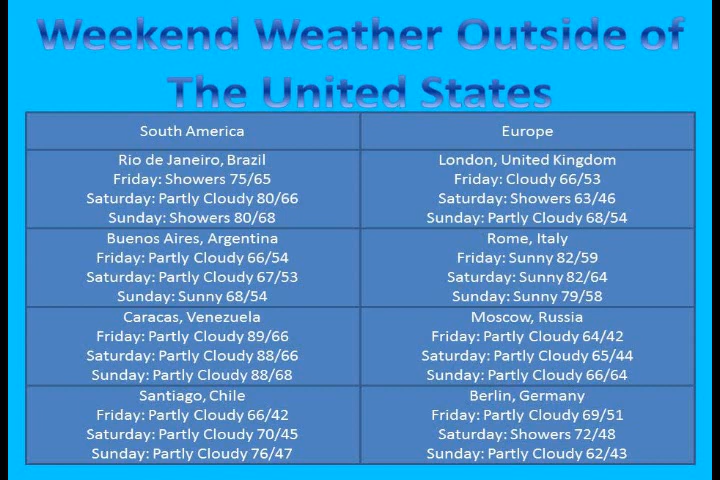 Weekend Weather Outside of
The United States
South America
Europe
Rio de Janeiro, Brazil
Friday: Showers 75/65
Saturday: Partly Cloudy 80/66
Sunday: Showers 80/68
London, United Kingdom
Friday: Cloudy 66/53
Saturday: Showers 63/46
Sunday: Partly Cloudy 68/54
Buenos Aires, Argentina
Friday: Partly Cloudy 66/54
Saturday: Partly Cloudy 67/53
Sunday: Sunny 68/54
Rome, Italy
Friday: Sunny 82/59
Saturday: Sunny 82/64
Sunday: Sunny 79/58
Caracas, Venezuela
Friday: Partly Cloudy 89/66
Saturday: Partly Cloudy 88/66
Sunday: Partly Cloudy 88/68
Moscow, Russia
Friday: Partly Cloudy 64/42
Saturday: Partly Cloudy 65/44
Sunday: Partly Cloudy 66/64
Santiago, Chile
Friday: Partly Cloudy 66/42
Saturday: Partly Cloudy 70/45
Sunday: Partly Cloudy 76/47
Berlin, Germany
Friday: Partly Cloudy 69/51
Saturday: Showers 72/48
Sunday: Partly Cloudy 62/43